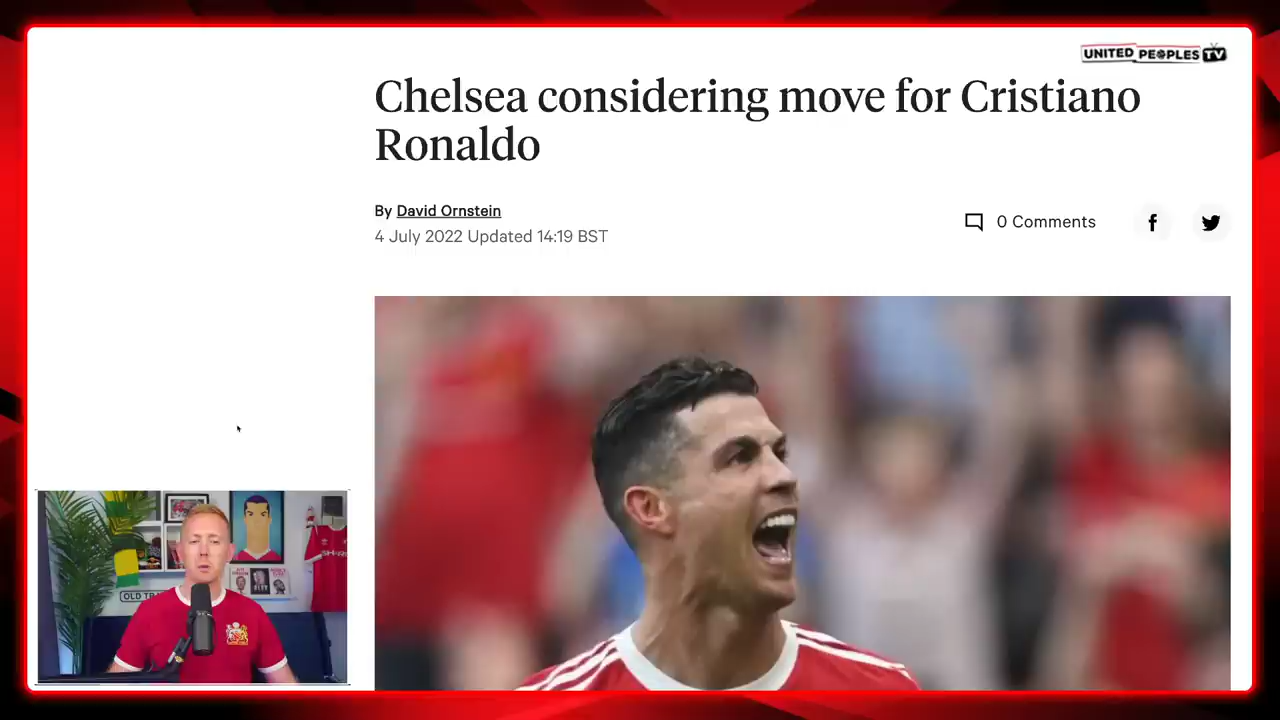 UNITED PEOPLES TV
Chelsea considering move for Cristiano
Ronaldo
By David Ornstein
4 July 2022 Updated 14:19 BST
0 Comments
f